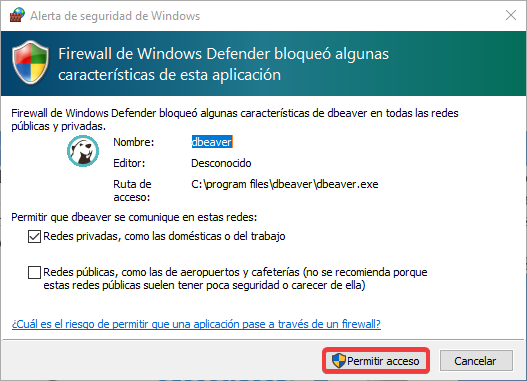 Alerta de seguridad de Windows
Firewall de Windows Defender bloqueó algunas
características de esta aplicación
Firewall de Windows Defender bloqueó algunas características de dbeaver en todas las redes
públicas y privadas.
Nombre: dbeaver
Editor: Desconocido
Ruta de
acceso: C:\program files\dbeaver\dbeaver.exe
Permitir que dbeaver se comunique en estas redes:
Redes privadas, como las domésticas o del trabajo
Redes públicas, como las de aeropuertos y cafeterías (no se recomienda porque
estas redes públicas suelen tener poca seguridad o carecer de ella)
¿Cuál es el riesgo de permitir que una aplicación pase a través de un firewall?
Permitir acceso
Cancelar